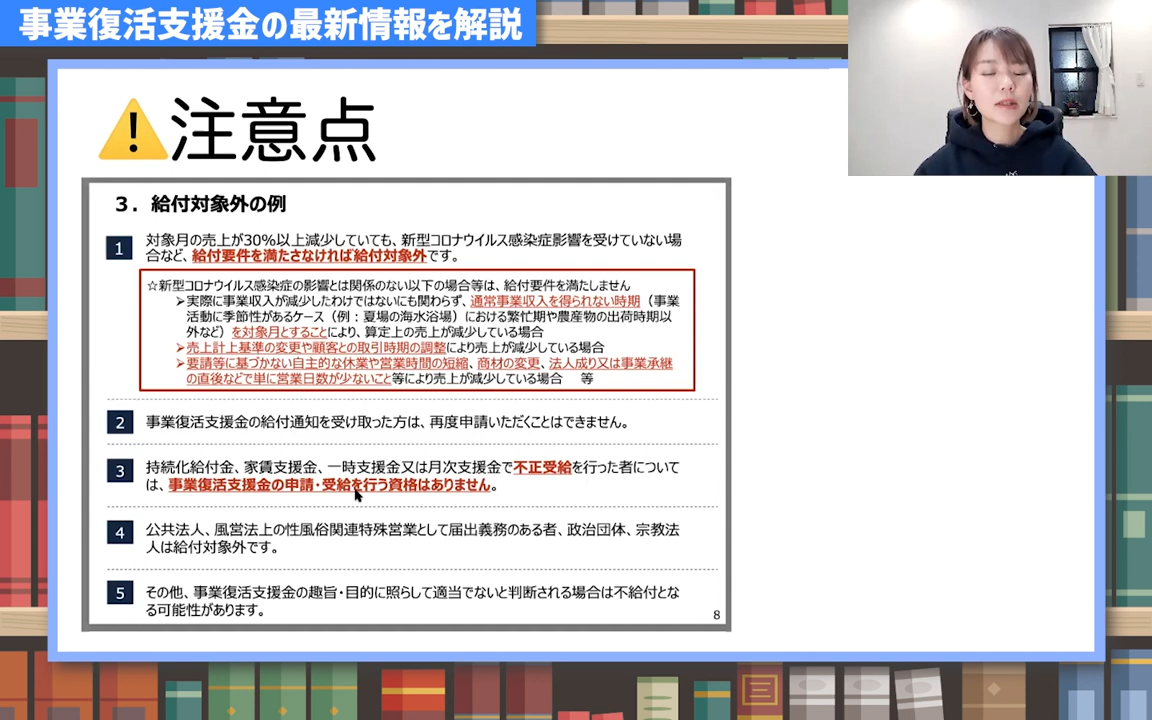 事業復活支援金の最新情報を解説
注意点
3．給付対象外の例
1
対象月の売上が30%以上減少していても、新型コロナウイルス感染症影響を受けていない場
合など、給付要件を満たさなければ給付対象外です。
☆新型コロナウイルス感染症の影響とは関係のない以下の場合等は、給付要件を満たしません
➢実際に事業収入が減少したわけではないにも関わらず、通常事業収入を得られない時期（事業
活動に季節性があるケース（例：夏場の海水浴場）における繁忙期や農産物の出荷時期以
外など）を対象月とすることにより、算定上の売上が減少している場合
➢売上計上基準の変更や顧客との取引時期の調整により売上が減少している場合
➢要請等に基づかない自主的な休業や営業時間の短縮、商材の変更、法人成り又は事業承継
の直後などで単に営業日数が少ないこと等により売上が減少している場合　等
2
事業復活支援金の給付通知を受け取った方は、再度申請いただくことはできません。
3
持続化給付金、家賃支援金、一時支援金又は月次支援金で不正受給を行った者について
は、事業復活支援金の申請・受給を行う資格はありません。
4
公共法人、風営法上の性風俗関連特殊営業として届出義務のある者、政治団体、宗教法
人は給付対象外です。
5
その他、事業復活支援金の趣旨・目的に照らして適当でないと判断される場合は不給付とな
る可能性があります。
8